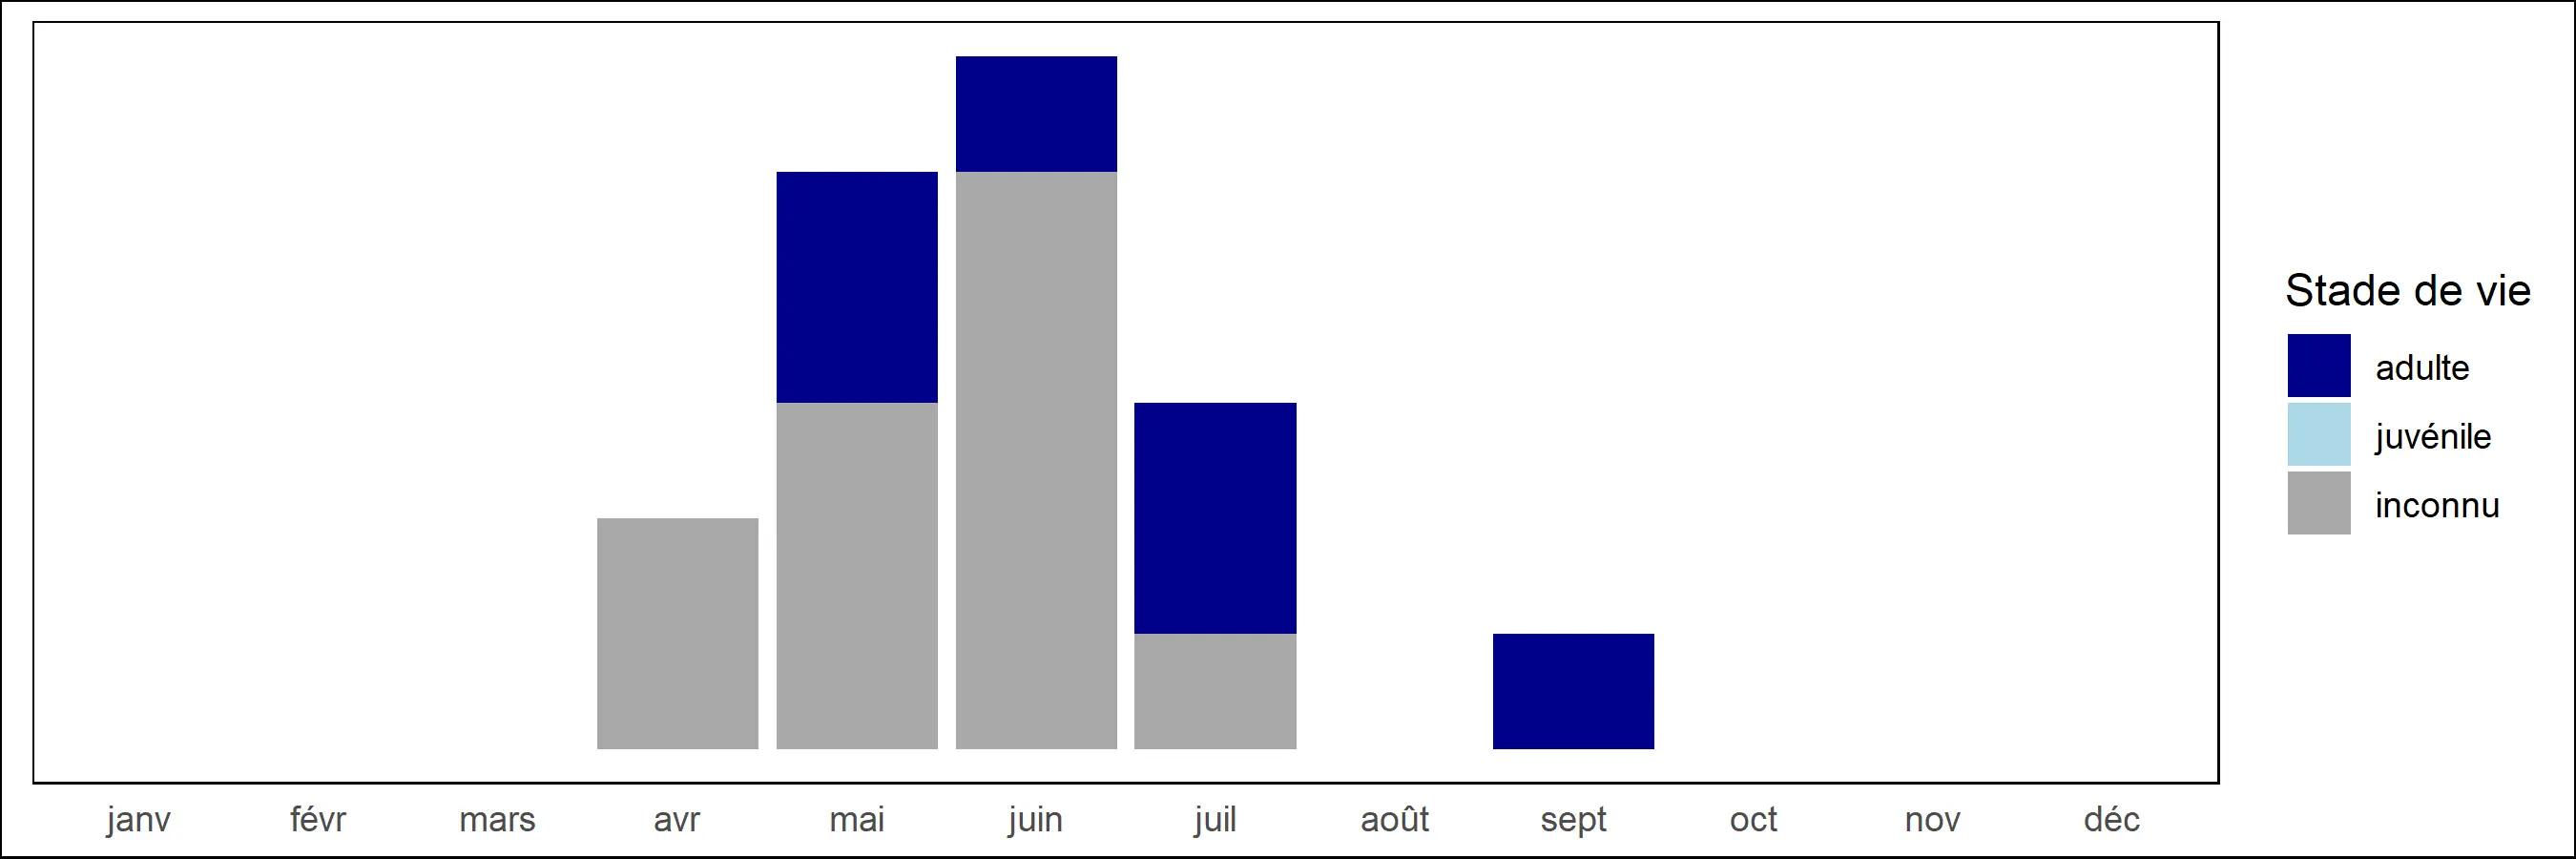 Stade de vie
adulte
juvénile
inconnu
janv févr mars avr mai juin juil août sept oct nov déc